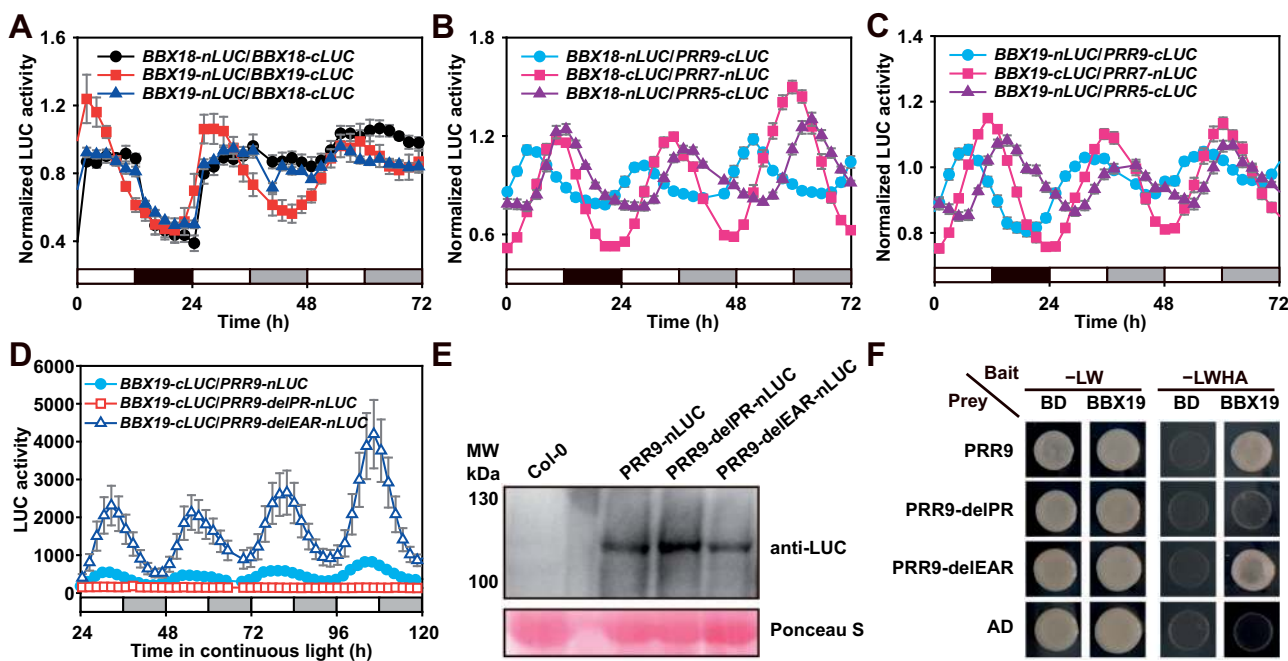 A
Normalized LUC activity
1.6
1.2
0.8
0.4
BBX18-nLUC/BBX18-cLUC
BBX19-nLUC/BBX19-cLUC
BBX19-nLUC/BBX18-cLUC
0 24 48 72
Time (h)
B
Normalized LUC activity
1.8
1.2
0.6
BBX18-nLUC/PRR9-cLUC
BBX18-cLUC/PRR7-nLUC
BBX18-nLUC/PRR5-cLUC
0 24 48 72
Time (h)
C
Normalized LUC activity
1.4
1.2
1.0
0.8
BBX19-nLUC/PRR9-cLUC
BBX19-cLUC/PRR7-nLUC
BBX19-nLUC/PRR5-cLUC
0 24 48 72
Time (h)
D
LUC activity
6000
5000
4000
3000
2000
1000
0
BBX19-cLUC/PRR9-nLUC
BBX19-cLUC/PRR9-delPR-nLUC
BBX19-cLUC/PRR9-delEAR-nLUC
24 48 72 96 120
Time in continuous light (h)
E
MW
kDa
Col-0
PRR9-nLUC
PRR9-delPR-nLUC
PRR9-delEAR-nLUC
130
100
anti-LUC
Ponceau S
F
Bait
Prey
−LW −LWHA
BD BBX19 BD BBX19
PRR9
PRR9-delPR
PRR9-delEAR
AD